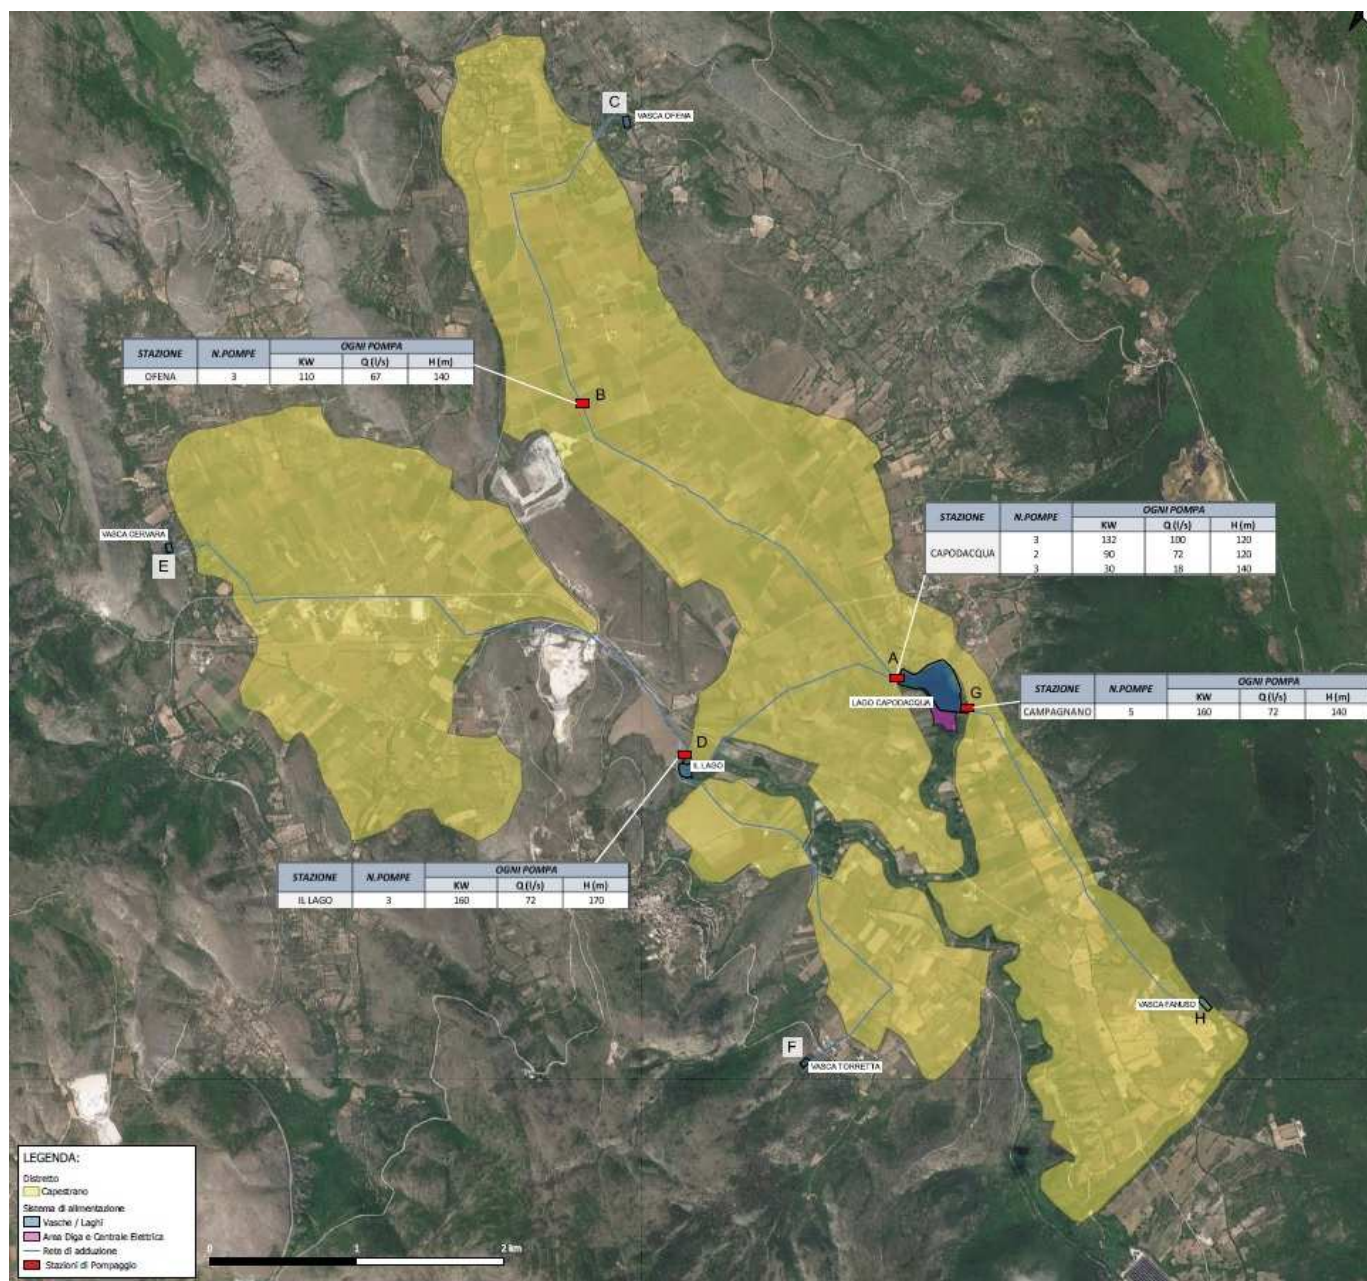 C
VASCA OFENA
STAZIONE N.POMPE OGNI POMPA
KW Q (l/s) H (m)
OFENA 3 110 67 140
B
STAZIONE N.POMPE OGNI POMPA
KW Q (l/s) H (m)
CAPODACQUA
3 132 100 120
2 90 72 120
3 30 18 140
VASCA CERVARA
E
A
LAGO CAPODACQUA
G
STAZIONE N.POMPE OGNI POMPA
KW Q (l/s) H (m)
CAMPAGNANO 5 160 72 140
D
IL LAGO
STAZIONE N.POMPE OGNI POMPA
KW Q (l/s) H (m)
IL LAGO 3 160 72 170
VASCA FANUSO
H
F
VASCA TORRETTA
LEGENDA:
Distretto
Capestrano
Sistema di alimentazione
Vasche / Laghi
Area Diga e Centrale Elettrica
Rete di adduzione
Stazioni di Pompaggio
0 1 2 km